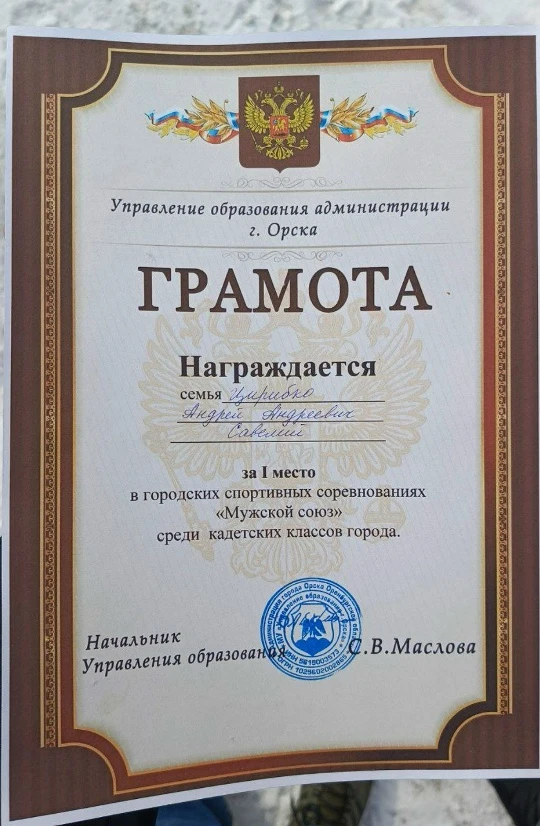 Управление образования администрации
г. Орска
ГРАМОТА
Награждается
семья Цирибко
Андрей Андреевич
Савелий
за I место
в городских спортивных соревнованиях
«Мужской союз»
среди кадетских классов города.
Начальник
Управления образования С.В.Маслова